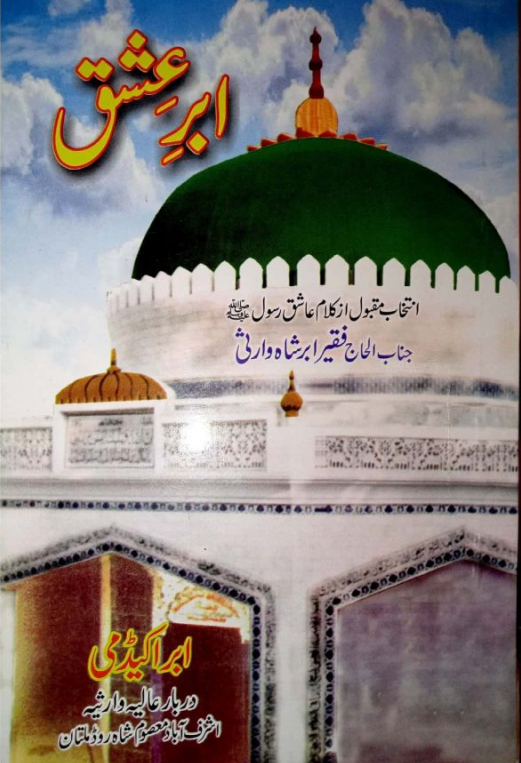 ابرِ عِشق
انتخاب مقبول از کلام عاشق رسول ﷺ
جناب الحاج فقیر ابر شاہ وارثی
ابر اکیڈمی
دربار عالیہ وارثیہ
اشرف آباد معصوم شاہ روڈ ملتان